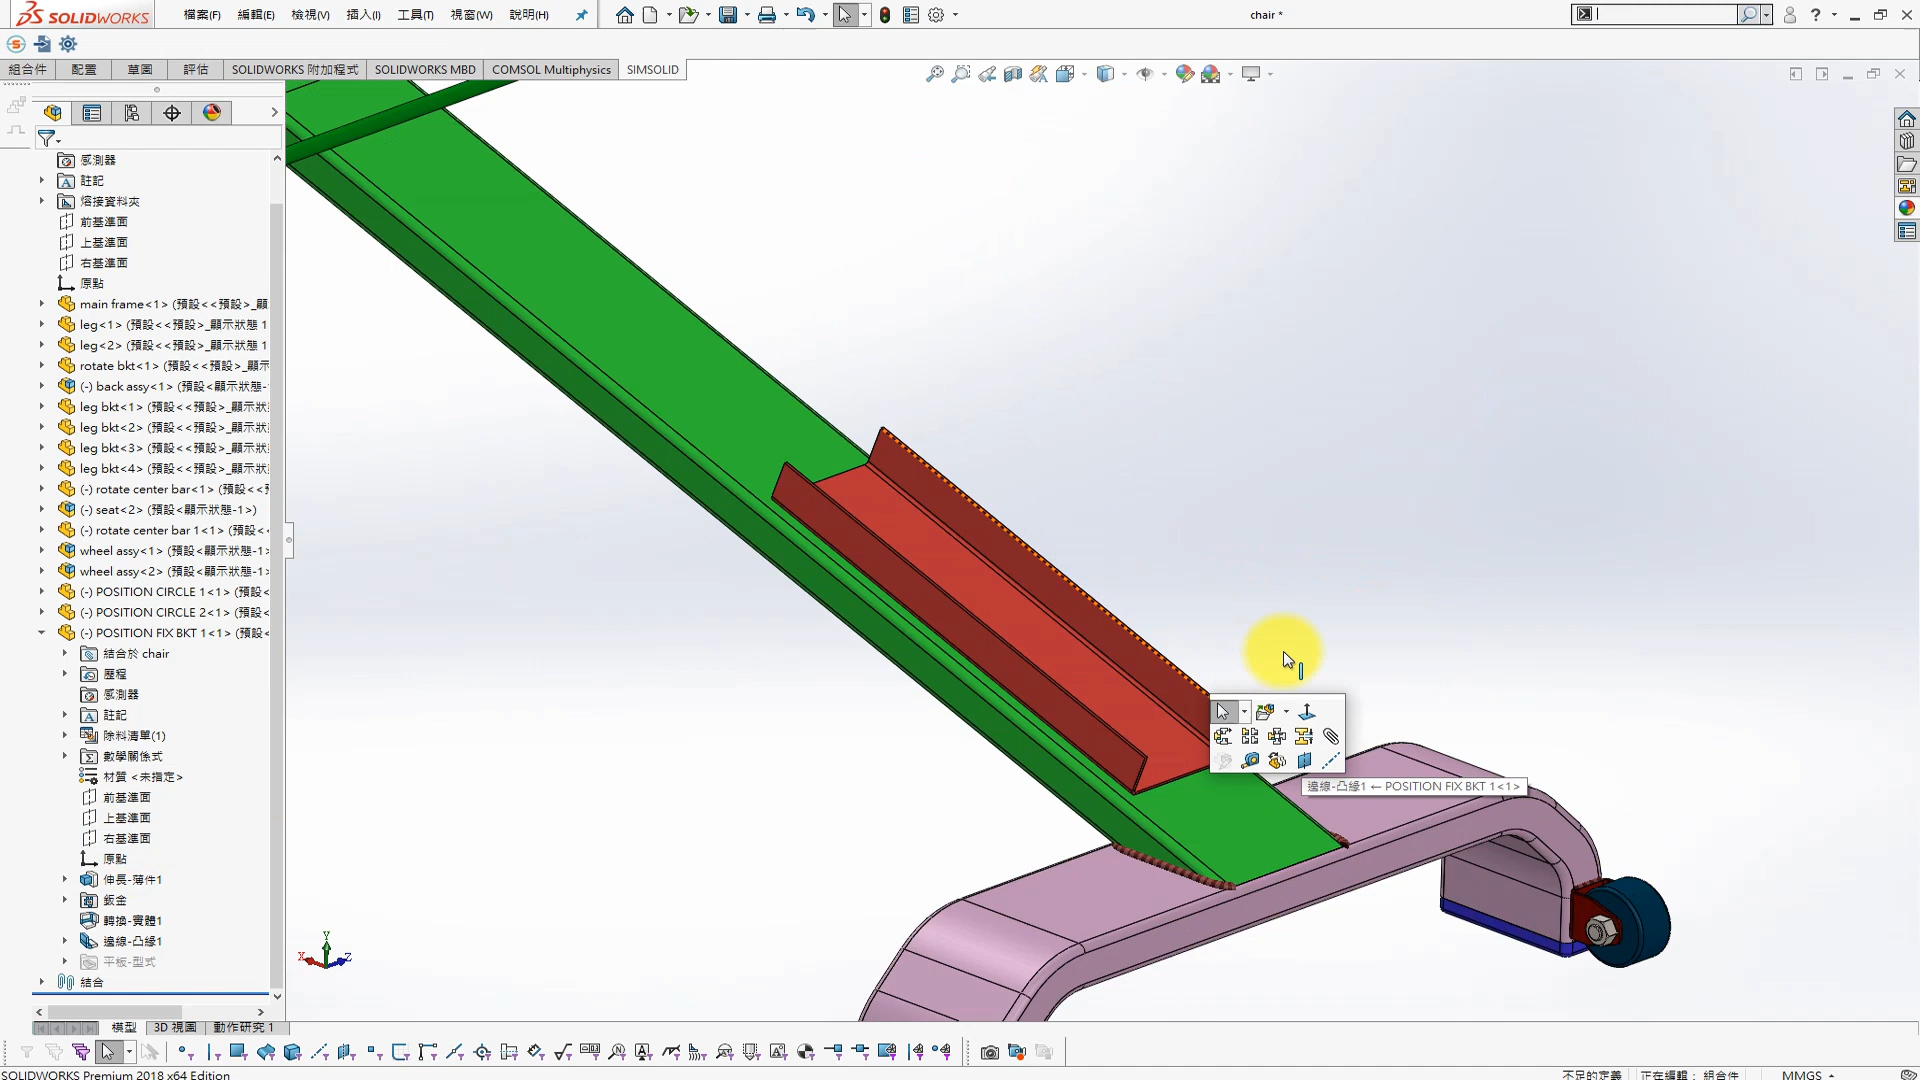 SOLIDWORKS 檔案(F) 編輯(E) 檢視(V) 插入(I) 工具(T) 視窗(W) 說明(H) chair *
組合件 配置 草圖 評估 SOLIDWORKS 附加程式 SOLIDWORKS MBD COMSOL Multiphysics SIMSOLID
感測器
註記
熔接資料夾
前基準面
上基準面
右基準面
原點
main frame<1> (預設<<預設>_顯
leg<1> (預設<<預設>_顯示狀態 1
leg<2> (預設<<預設>_顯示狀態 1
rotate bkt<1> (預設<<預設>_顯示
(-) back assy<1> (預設<顯示狀態-
leg bkt<1> (預設<<預設>_顯示狀
leg bkt<2> (預設<<預設>_顯示狀
leg bkt<3> (預設<<預設>_顯示狀
leg bkt<4> (預設<<預設>_顯示狀
(-) rotate center bar<1> (預設<<
(-) seat<2> (預設<顯示狀態-1>)
(-) rotate center bar 1<1> (預設<
wheel assy<1> (預設<顯示狀態-1>
wheel assy<2> (預設<顯示狀態-1>
(-) POSITION CIRCLE 1<1> (預設<
(-) POSITION CIRCLE 2<1> (預設<
(-) POSITION FIX BKT 1<1> (預設<
結合於 chair
歷程
感測器
註記
除料清單(1)
數學關係式
材質 <未指定>
前基準面
上基準面
右基準面
原點
伸長-薄件1
鈑金
轉換-實體1
邊線-凸緣1
平板-型式
結合
邊線-凸緣1 ← POSITION FIX BKT 1<1>
Y
X Z
模型 3D 視圖 動作研究 1
SOLIDWORKS Premium 2018 x64 Edition 不足的定義 正在編輯： 組合件 MMGS